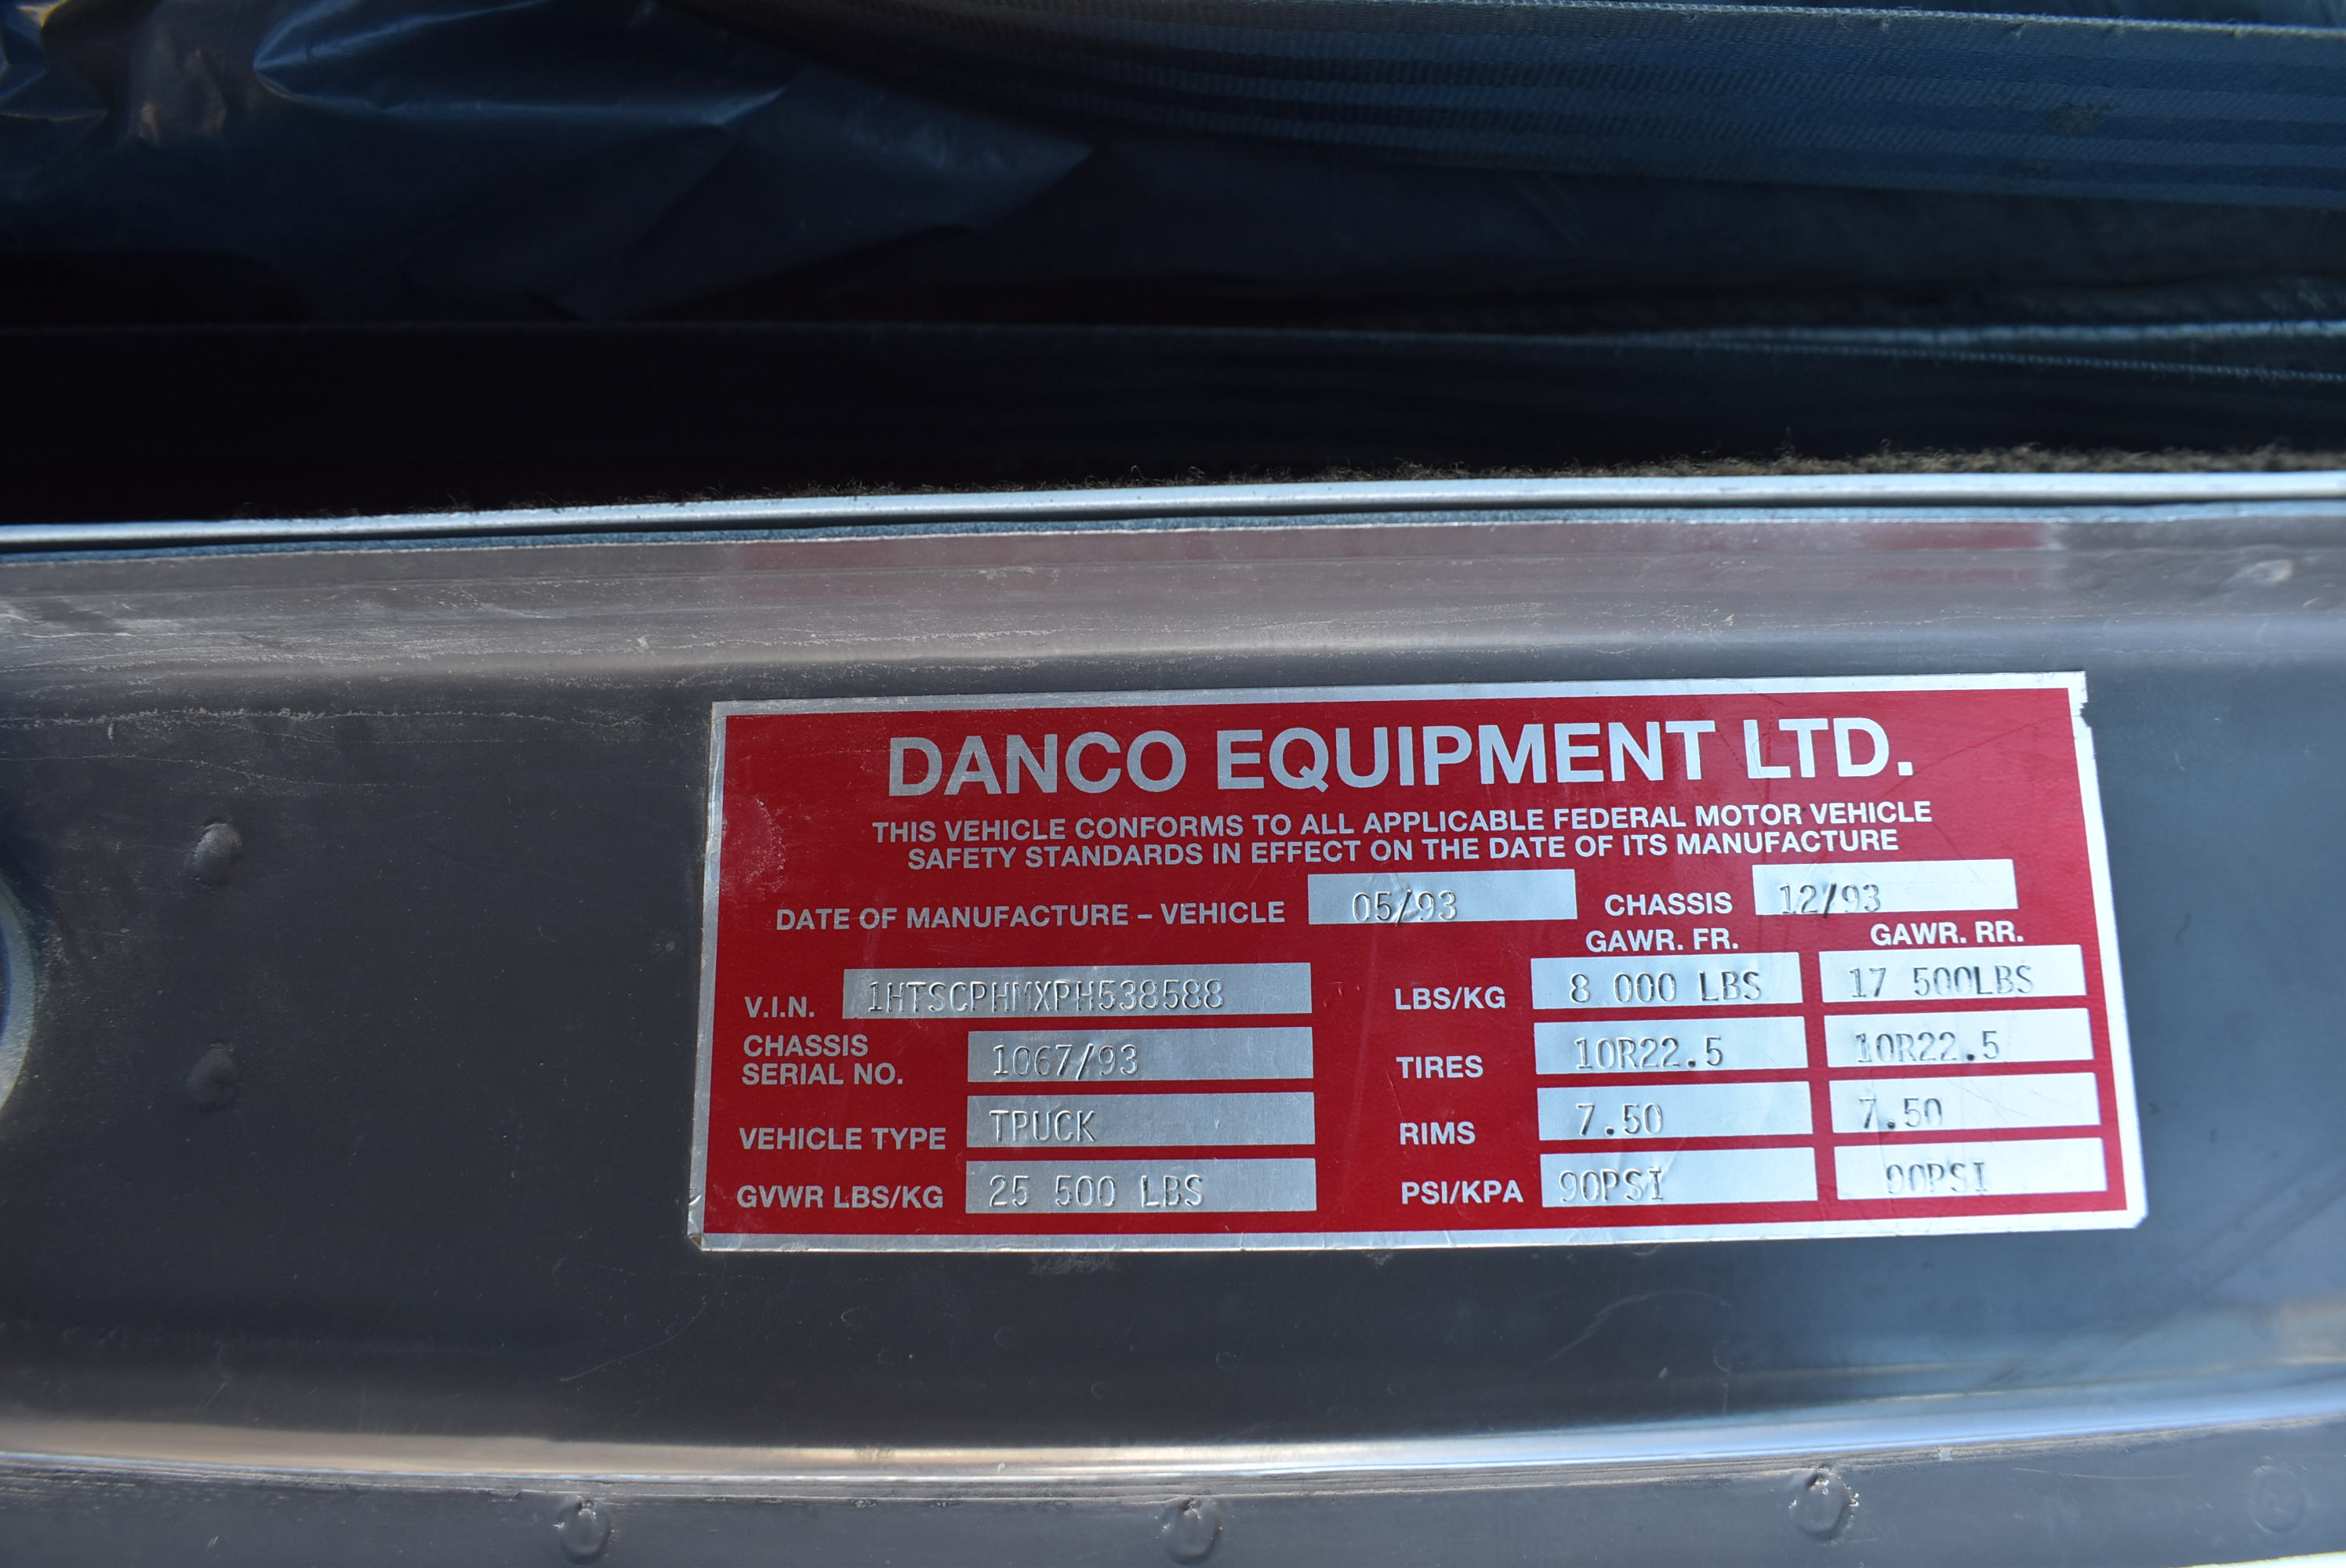 DANCO EQUIPMENT LTD.
THIS VEHICLE CONFORMS TO ALL APPLICABLE FEDERAL MOTOR VEHICLE
SAFETY STANDARDS IN EFFECT ON THE DATE OF ITS MANUFACTURE
DATE OF MANUFACTURE – VEHICLE 05/93 CHASSIS 12/93
GAWR. FR. GAWR. RR.
V.I.N. 1HTSCPHMXPH538588 LBS/KG 8 000 LBS 17 500LBS
CHASSIS
SERIAL NO. 1067/93 TIRES 10R22.5 10R22.5
VEHICLE TYPE TRUCK RIMS 7.50 7.50
GVWR LBS/KG 25 500 LBS PSI/KPA 90PSI 90PSI